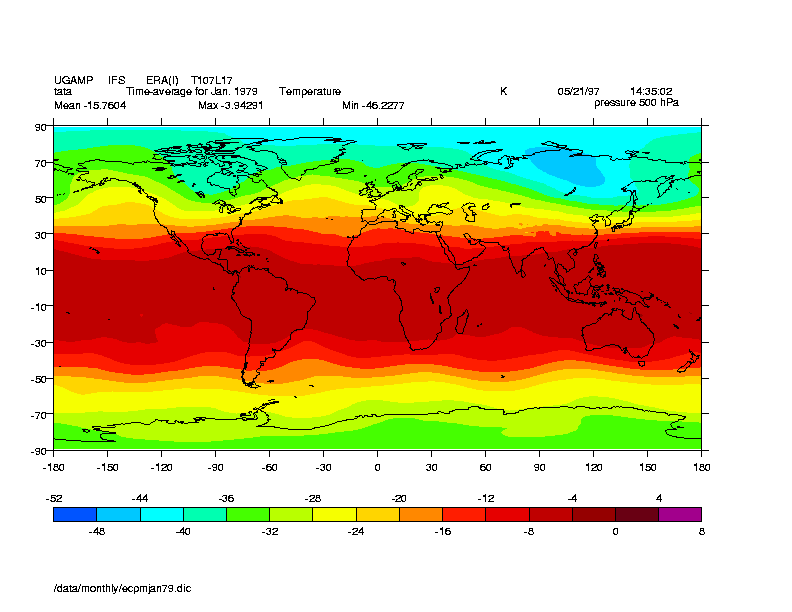 UGAMP IFS ERA(I) T107L17
tata Time-average for Jan. 1979 Temperature K 05/21/97 14:35:02
Mean -15.7604 Max -3.94291 Min -46.2277 pressure 500 hPa
90
70
50
30
10
-10
-30
-50
-70
-90
-180 -150 -120 -90 -60 -30 0 30 60 90 120 150 180
-52 -44 -36 -28 -20 -12 -4 4
-48 -40 -32 -24 -16 -8 0 8
/data/monthly/ecpmjan79.dic